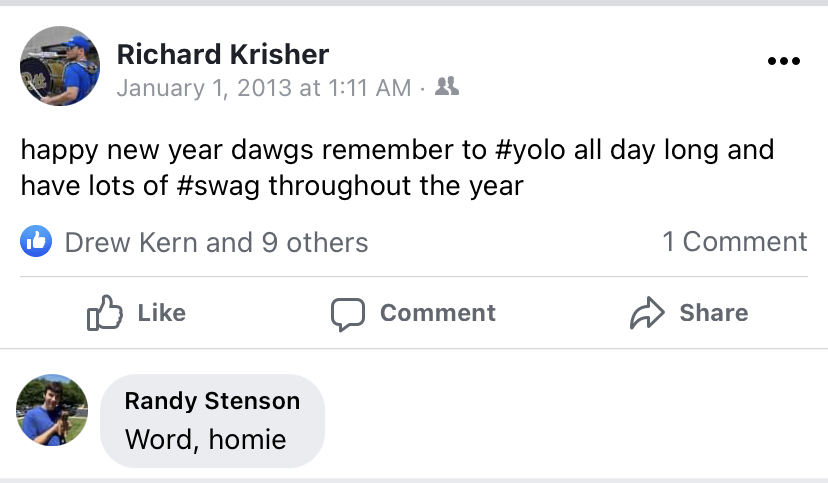 Richard Krisher
January 1, 2013 at 1:11 AM ·
happy new year dawgs remember to #yolo all day long and
have lots of #swag throughout the year
Drew Kern and 9 others
1 Comment
Like
Comment
Share
Randy Stenson
Word, homie